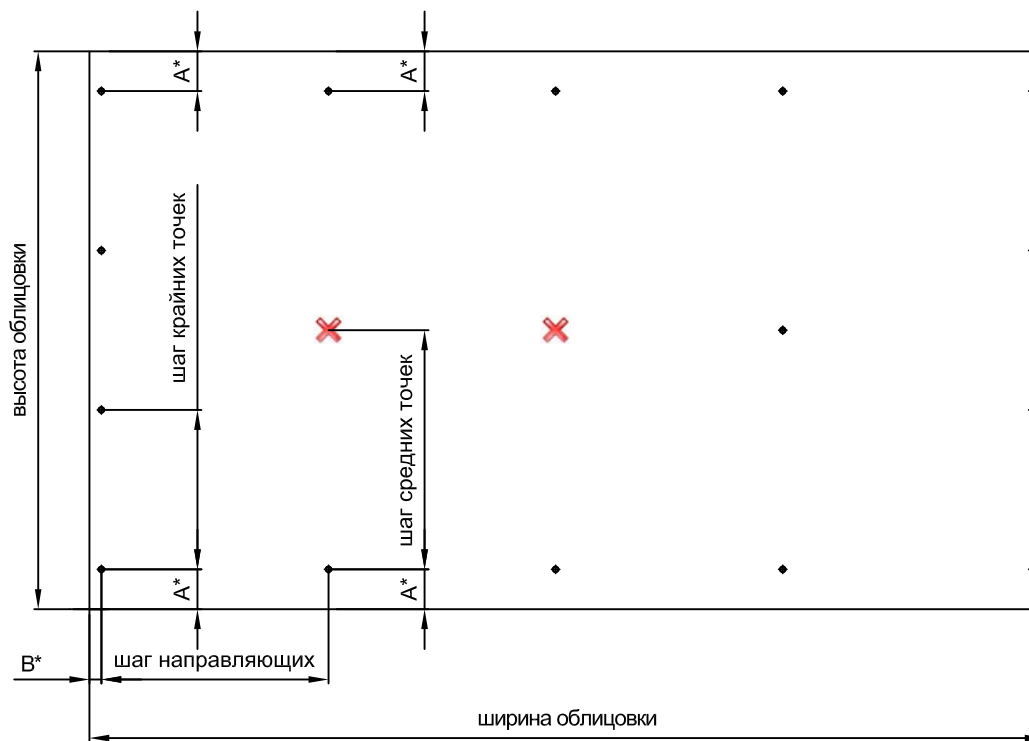 A*
A*
высота облицовки
шаг крайних точек
шаг средних точек
A*
A*
B*
шаг направляющих
ширина облицовки